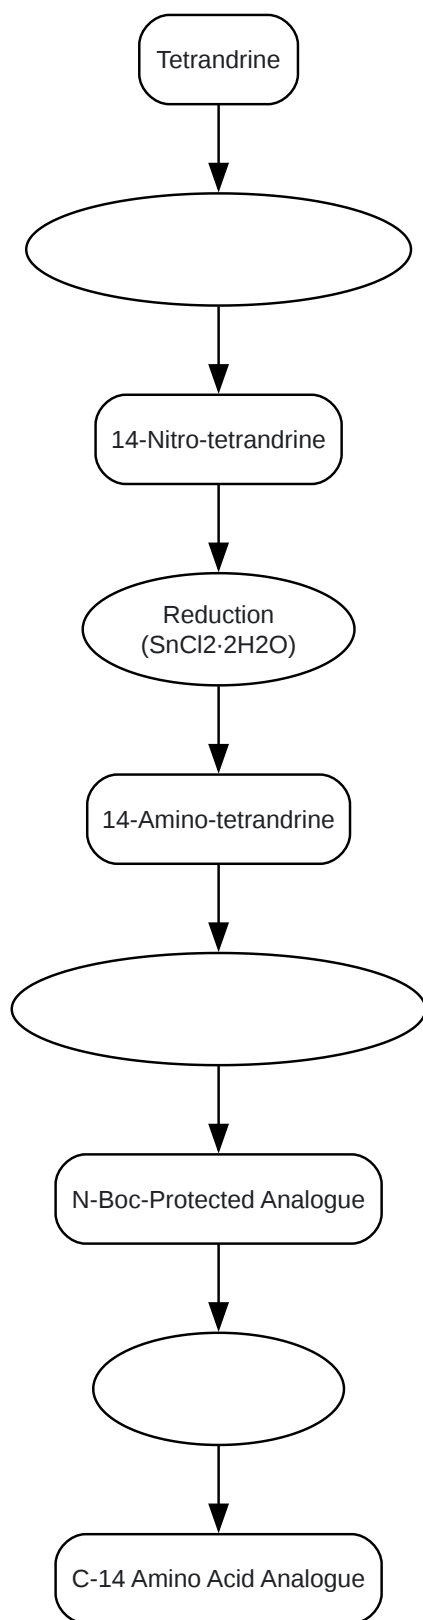 Tetrandrine
14-Nitro-tetrandrine
Reduction
(SnCl2·2H2O)
14-Amino-tetrandrine
N-Boc-Protected Analogue
C-14 Amino Acid Analogue